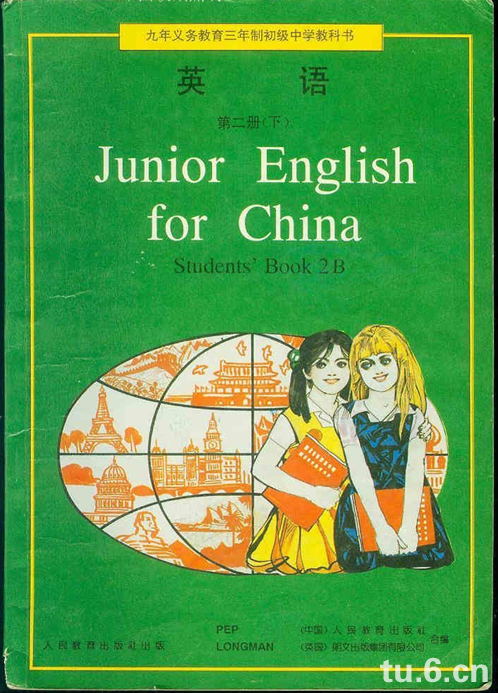 九年义务教育三年制初级中学教科书
英 语
第二册(下)
Junior English
for China
Students' Book 2B
人民教育出版社出版
PEP (中国)人民教育出版社
LONGMAN (英国)朗文出版集团有限公司
合编
tu.6.cn